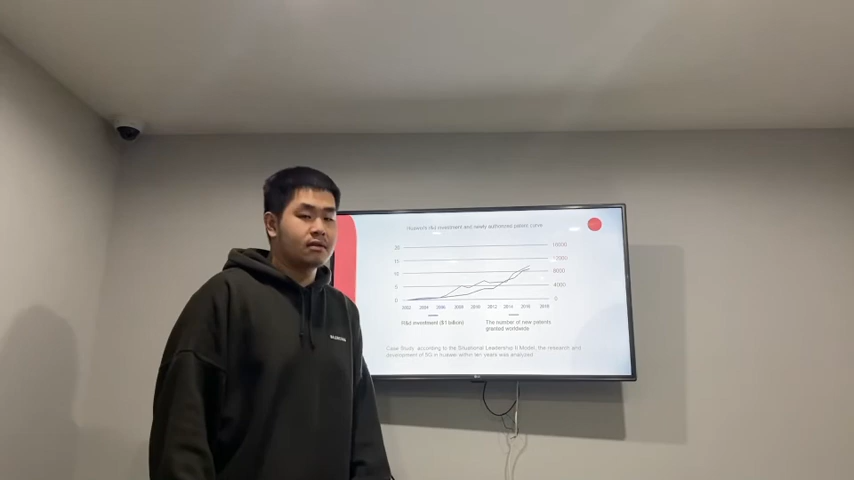 Huawei's r&d investment and newly authorized patent curve
20
15
10
5
0
16000
12000
8000
4000
0
2002 2004 2006 2008 2010 2012 2014 2016 2018
R&d investment ($1 billion)
The number of new patents
granted worldwide
Case Study: according to the Situational Leadership II Model, the research and
development of 5G in huawei within ten years was analyzed